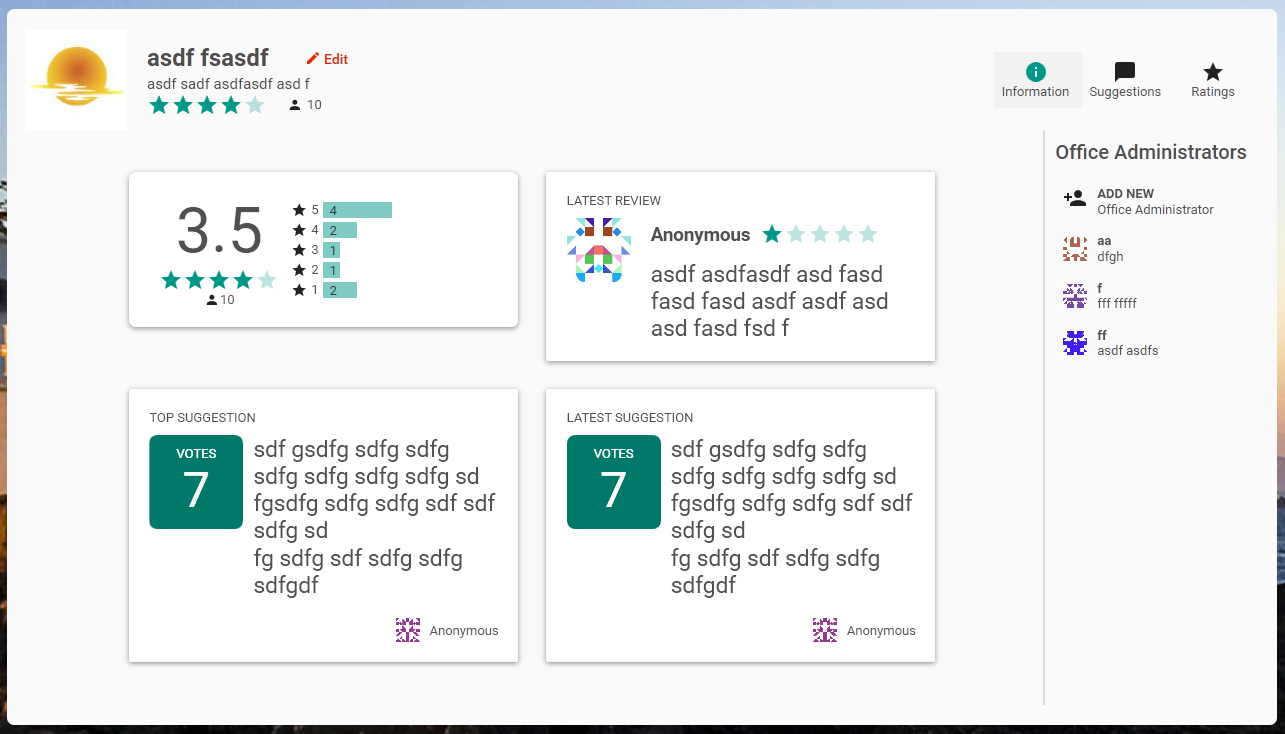 asdf fsasdf
Edit
asdf sadf asdfasdf asd f
10
Information
Suggestions
Ratings
3.5
10
5 4
4 2
3 1
2 1
1 2
LATEST REVIEW
Anonymous
asdf asdfasdf asd fasd
fasd fasd asdf asdf asd
asd fasd fsd f
TOP SUGGESTION
VOTES
7
sdf gsdfg sdfg sdfg
sdfg sdfg sdfg sdfg sd
fgsdfg sdfg sdfg sdf sdf
sdfg sd
fg sdfg sdf sdfg sdfg
sdfgdf
Anonymous
LATEST SUGGESTION
VOTES
7
sdf gsdfg sdfg sdfg
sdfg sdfg sdfg sdfg sd
fgsdfg sdfg sdfg sdf sdf
sdfg sd
fg sdfg sdf sdfg sdfg
sdfgdf
Anonymous
Office Administrators
ADD NEW
Office Administrator
aa
dfgh
f
fff fffff
ff
asdf asdfs